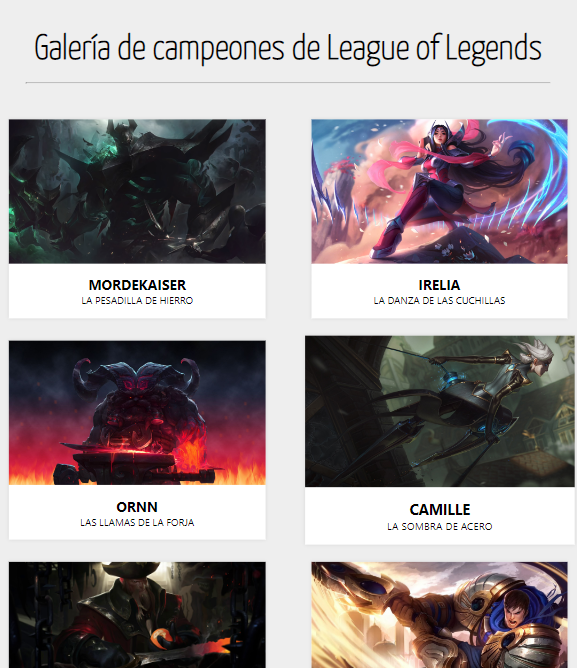 Galería de campeones de League of Legends
MORDEKAISER
LA PESADILLA DE HIERRO
IRELIA
LA DANZA DE LAS CUCHILLAS
ORNN
LAS LLAMAS DE LA FORJA
CAMILLE
LA SOMBRA DE ACERO